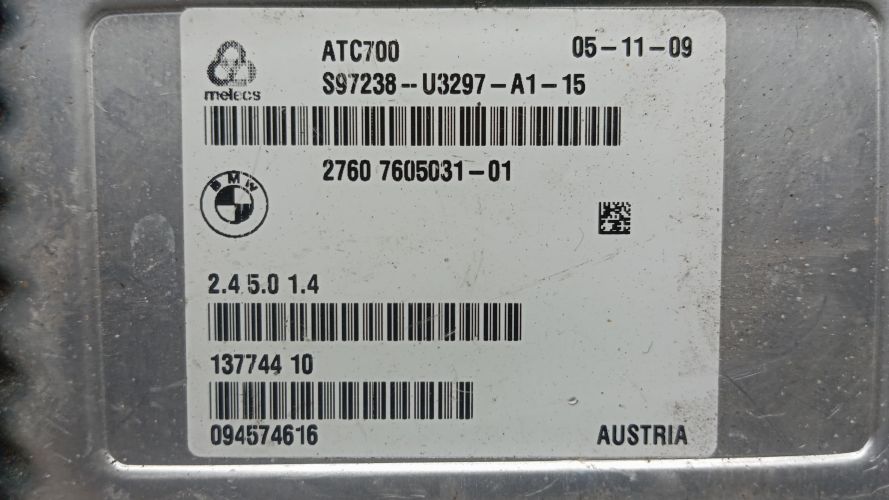 ATC700 05-11-09
melecs S97238--U3297-A1-15
2760 7605031-01
BMW
2.4 5.0 1.4
137744 10
094574616 AUSTRIA